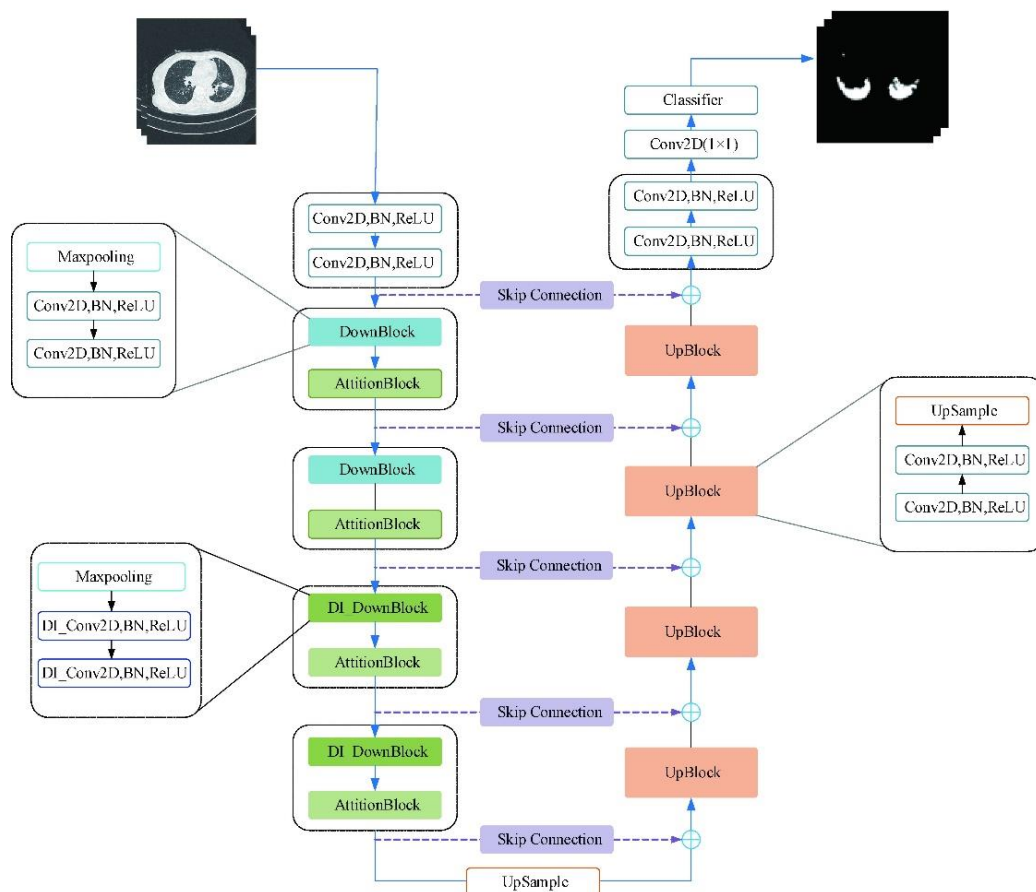 Classifier
Conv2D(1×1)
Conv2D,BN,ReLU
Conv2D,BN,ReLU
Conv2D,BN,ReLU
Conv2D,BN,ReLU
Maxpooling
Conv2D,BN,ReLU
Conv2D,BN,ReLU
Skip Connection
DownBlock
AttitionBlock
UpBlock
Skip Connection
UpSample
Conv2D,BN,ReLU
Conv2D,BN,ReLU
DownBlock
AttitionBlock
UpBlock
Skip Connection
Maxpooling
DI_Conv2D,BN,ReLU
DI_Conv2D,BN,ReLU
DI_DownBlock
AttitionBlock
UpBlock
Skip Connection
DI_DownBlock
AttitionBlock
UpBlock
Skip Connection
UpSample